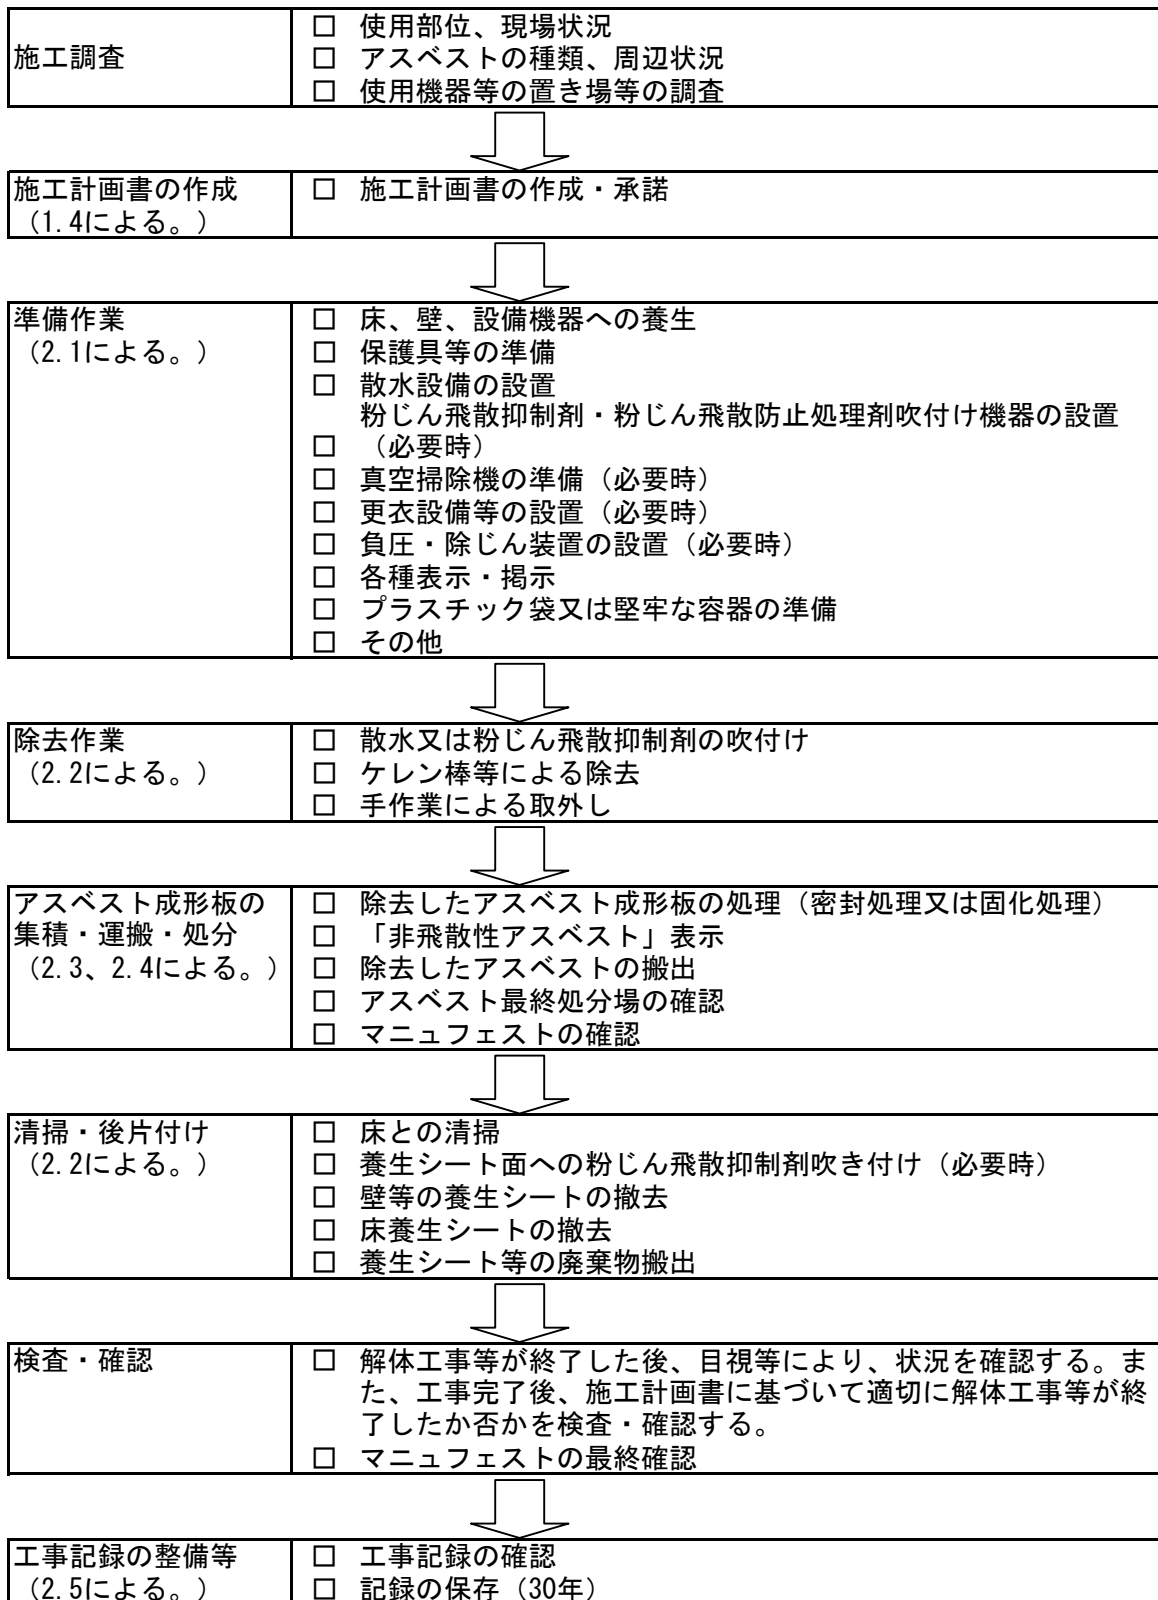 施工調査
□ 使用部位、現場状況
□ アスベストの種類、周辺状況
□ 使用機器等の置き場等の調査
施工計画書の作成
（1.4による。）
□ 施工計画書の作成・承諾
準備作業
（2.1による。）
□ 床、壁、設備機器への養生
□ 保護具等の準備
□ 散水設備の設置
粉じん飛散抑制剤・粉じん飛散防止処理剤吹付け機器の設置
□ （必要時）
□ 真空掃除機の準備（必要時）
□ 更衣設備等の設置（必要時）
□ 負圧・除じん装置の設置（必要時）
□ 各種表示・掲示
□ プラスチック袋又は堅牢な容器の準備
□ その他
除去作業
（2.2による。）
□ 散水又は粉じん飛散抑制剤の吹付け
□ ケレン棒等による除去
□ 手作業による取外し
アスベスト成形板の
集積・運搬・処分
（2.3、2.4による。）
□ 除去したアスベスト成形板の処理（密封処理又は固化処理）
□ 「非飛散性アスベスト」表示
□ 除去したアスベストの搬出
□ アスベスト最終処分場の確認
□ マニュフェストの確認
清掃・後片付け
（2.2による。）
□ 床との清掃
□ 養生シート面への粉じん飛散抑制剤吹き付け（必要時）
□ 壁等の養生シートの撤去
□ 床養生シートの撤去
□ 養生シート等の廃棄物搬出
検査・確認
□ 解体工事等が終了した後、目視等により、状況を確認する。ま
た、工事完了後、施工計画書に基づいて適切に解体工事等が終
了したか否かを検査・確認する。
□ マニュフェストの最終確認
工事記録の整備等
（2.5による。）
□ 工事記録の確認
□ 記録の保存（30年）